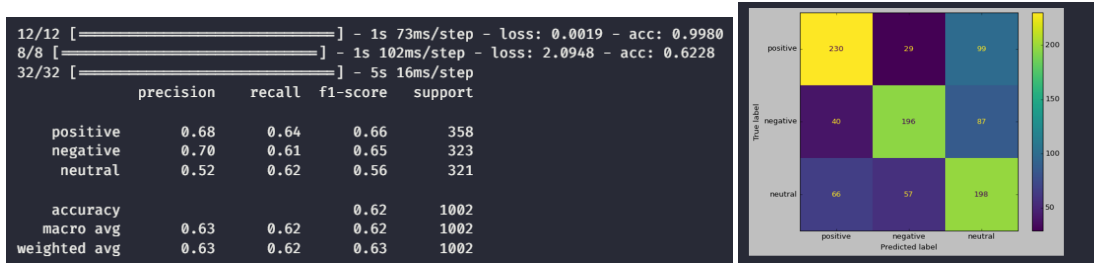 12/12 [==============================] - 1s 73ms/step - loss: 0.0019 - acc: 0.9980
8/8 [==============================] - 1s 102ms/step - loss: 2.0948 - acc: 0.6228
32/32 [==============================] - 5s 16ms/step
precision recall f1-score support
positive 0.68 0.64 0.66 358
negative 0.70 0.61 0.65 323
neutral 0.52 0.62 0.56 321
accuracy 0.62 1002
macro avg 0.63 0.62 0.62 1002
weighted avg 0.63 0.62 0.63 1002
True label
positive 230 29 99
negative 40 196 87
neutral 66 57 198
positive negative neutral
Predicted label
200
150
100
50